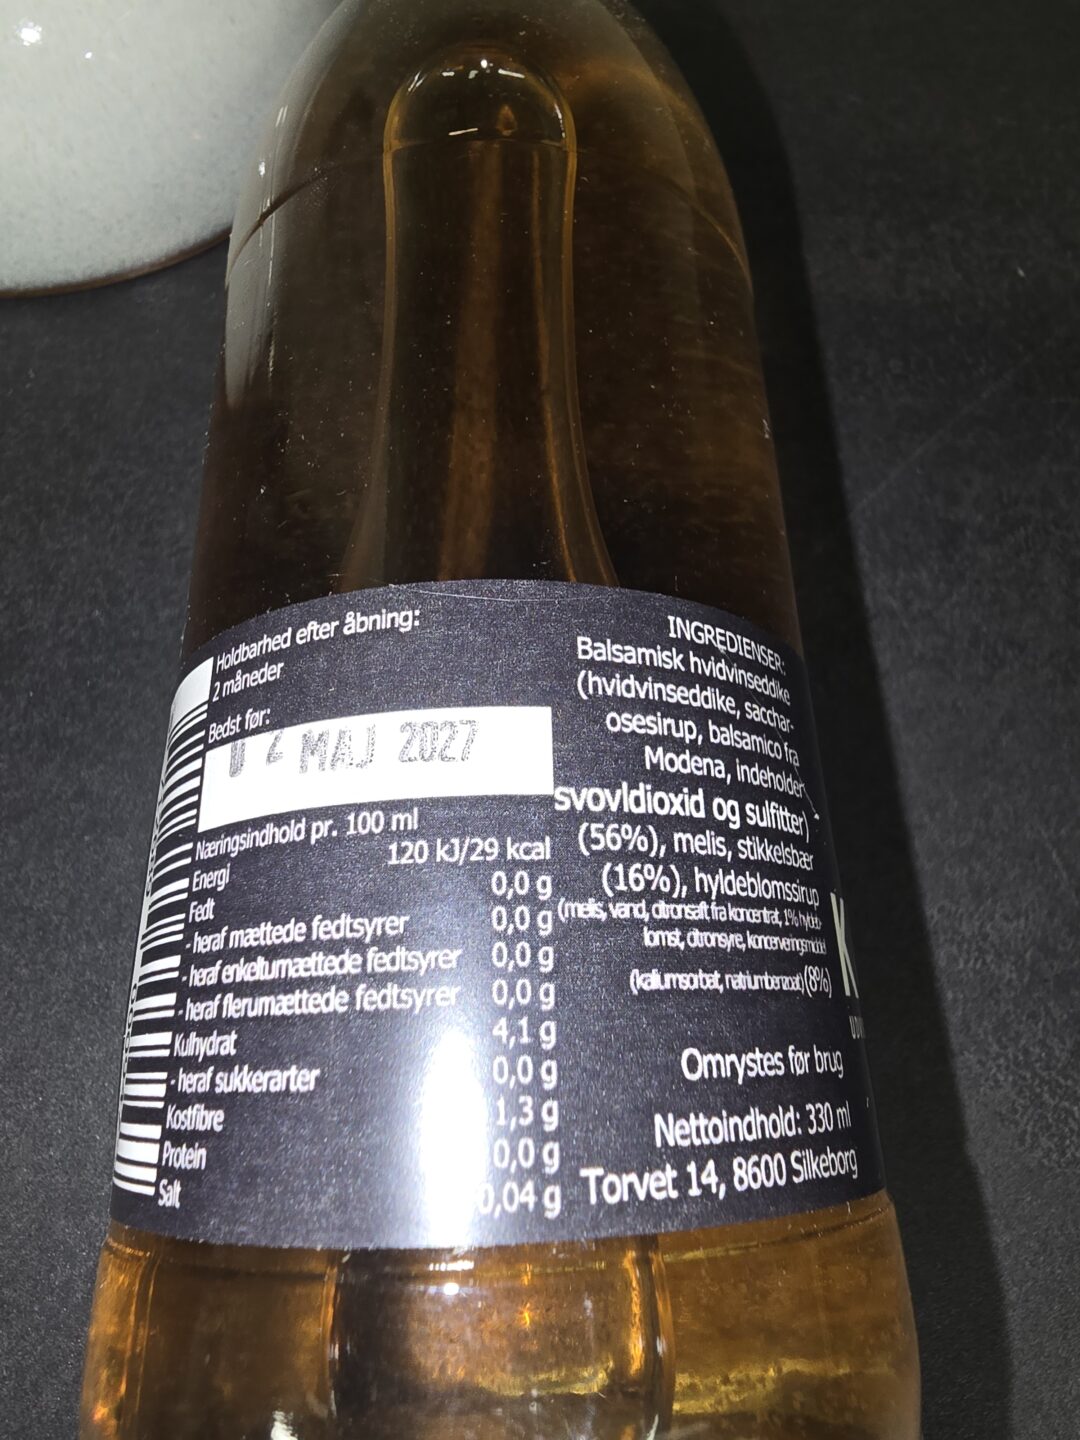 Holdbarhed efter åbning:
2 måneder
Bedst før:
02 MAJ 2027
Næringsindhold pr. 100 ml
Energi 120 kJ/29 kcal
Fedt 0,0 g
- heraf mættede fedtsyrer 0,0 g
- heraf enkeltumættede fedtsyrer 0,0 g
- heraf flerumættede fedtsyrer 0,0 g
Kulhydrat 4,1 g
- heraf sukkerarter 0,0 g
Kostfibre 1,3 g
Protein 0,0 g
Salt 0,04 g
INGREDIENSER:
Balsamisk hvidvinseddike
(hvidvinseddike, sacchar-
osesirup, balsamico fra
Modena, indeholder
svovldioxid og sulfitter)
(56%), melis, stikkelsbær
(16%), hyldeblomssirup
(melis, vand, citronsaft fra koncentrat, 1% hyldeb-
lomst, citronsyre, konserveringsmiddel
(kaliumsorbat, natriumbenzoat) (8%)
Omrystes før brug
Nettoindhold: 330 ml
Torvet 14, 8600 Silkeborg
K